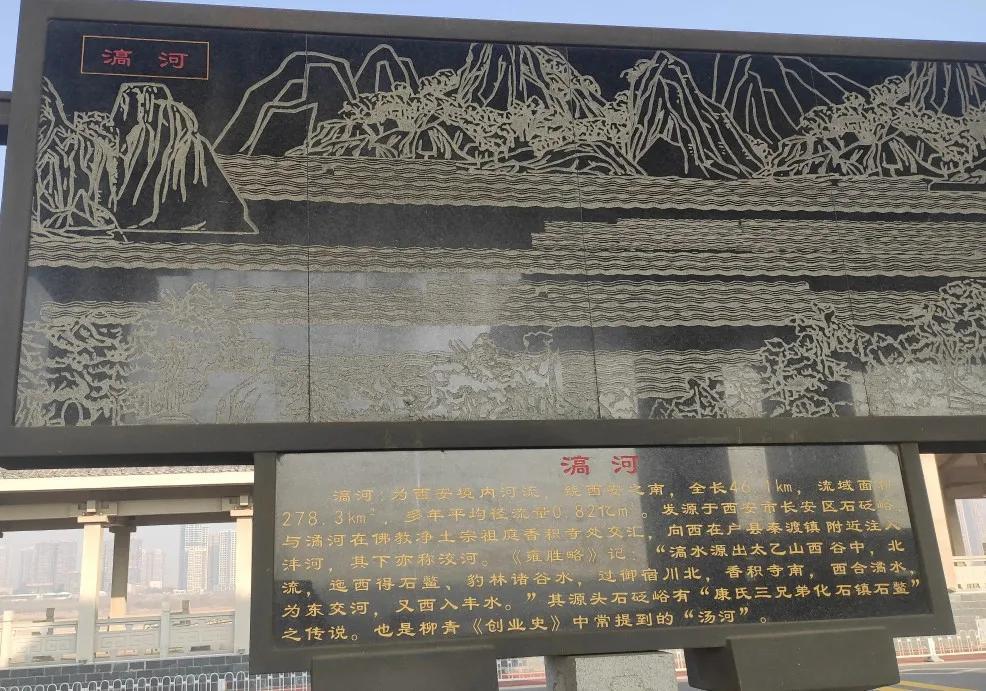 滈 河
滈 河
滈河：为西安境内河流，绕西安之南，全长46.1km，流域面积
278.3km²，多年平均径流量0.82亿m³。发源于西安市长安区石砭峪，
与潏河在佛教净土宗祖庭香积寺处交汇，向西在户县秦渡镇附近注入
沣河，其下亦称洨河。《雍胜略》记：“滈水源出太乙山西谷中，北
流，迤西得石鳖、豹林诸谷水，过御宿川北，香积寺南，西合潏水，
为东交河，又西入丰水。”其源头石砭峪有“康氏三兄弟化石镇石鳖”
之传说。也是柳青《创业史》中常提到的“汤河”。